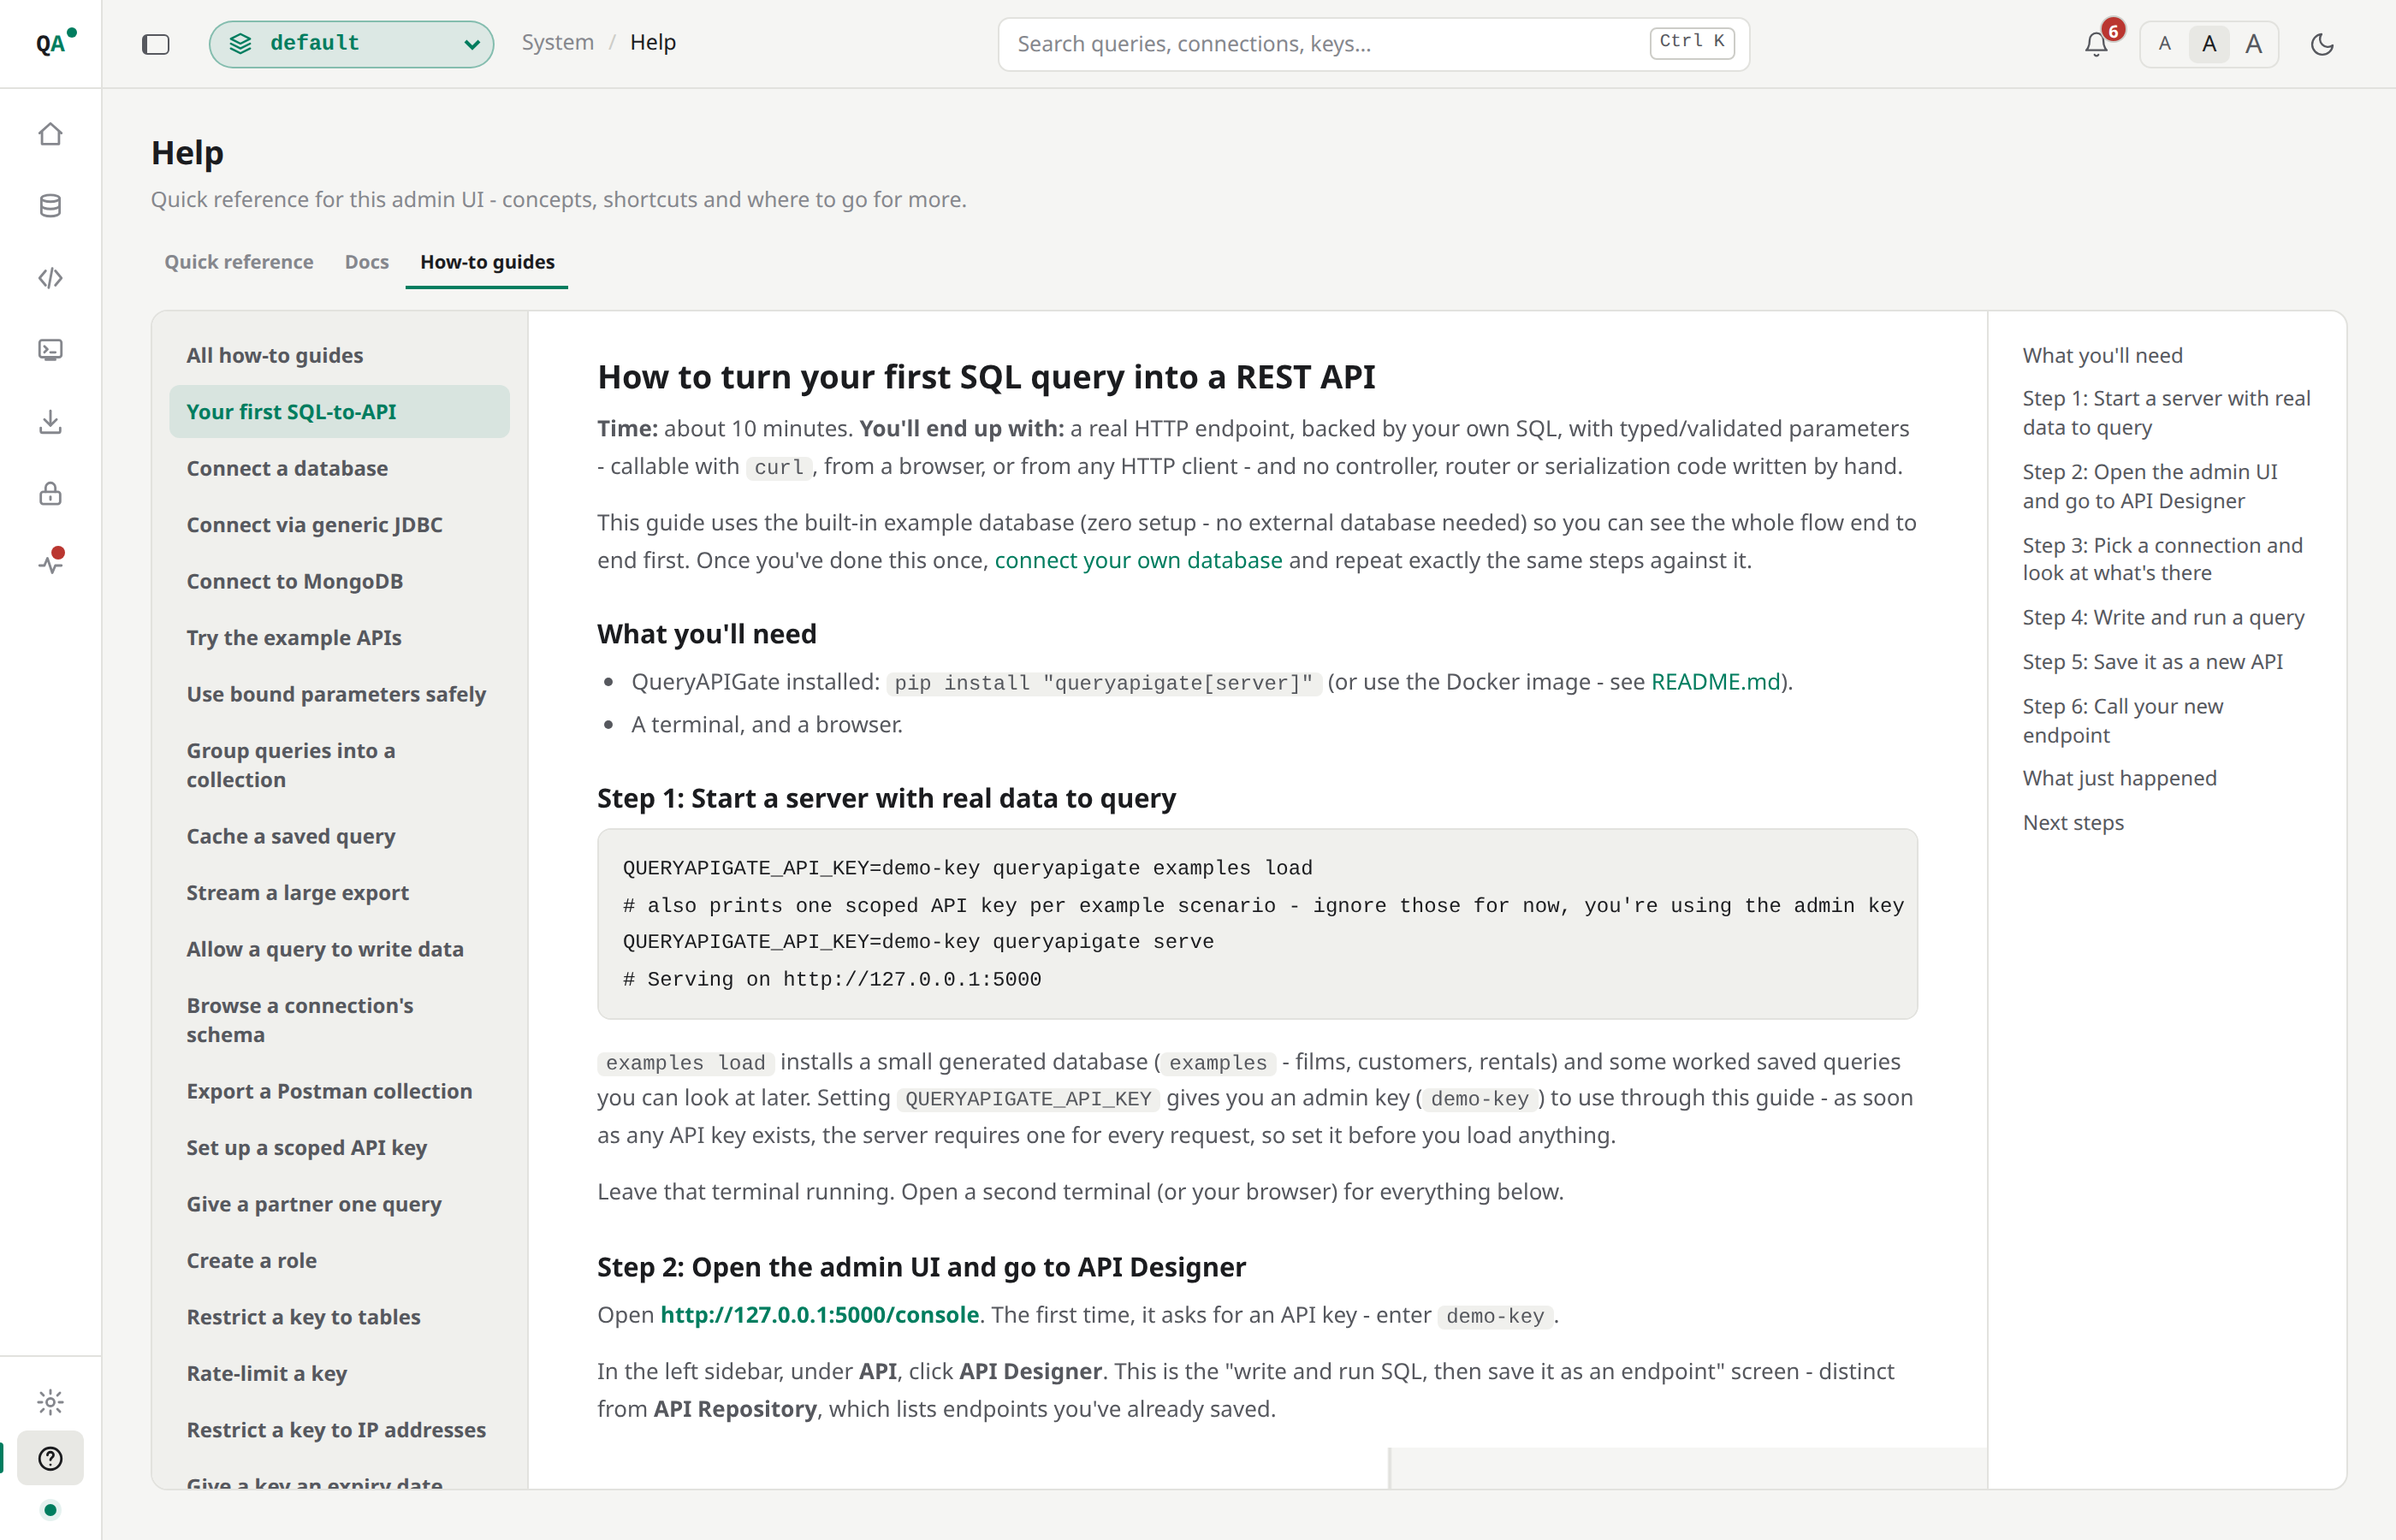 QA
default
System / Help
Search queries, connections, keys...
Ctrl K
6
A A A
Help
Quick reference for this admin UI - concepts, shortcuts and where to go for more.
Quick reference
Docs
How-to guides
All how-to guides
Your first SQL-to-API
Connect a database
Connect via generic JDBC
Connect to MongoDB
Try the example APIs
Use bound parameters safely
Group queries into a
collection
Cache a saved query
Stream a large export
Allow a query to write data
Browse a connection's
schema
Export a Postman collection
Set up a scoped API key
Give a partner one query
Create a role
Restrict a key to tables
Rate-limit a key
Restrict a key to IP addresses
Give a key an expiry date
How to turn your first SQL query into a REST API
Time: about 10 minutes. You'll end up with: a real HTTP endpoint, backed by your own SQL, with typed/validated parameters
- callable with curl, from a browser, or from any HTTP client - and no controller, router or serialization code written by hand.
This guide uses the built-in example database (zero setup - no external database needed) so you can see the whole flow end to
end first. Once you've done this once, connect your own database and repeat exactly the same steps against it.
What you'll need
QueryAPIGate installed: pip install "queryapigate[server]" (or use the Docker image - see README.md).
A terminal, and a browser.
Step 1: Start a server with real data to query
QUERYAPIGATE_API_KEY=demo-key queryapigate examples load
# also prints one scoped API key per example scenario - ignore those for now, you're using the admin key
QUERYAPIGATE_API_KEY=demo-key queryapigate serve
# Serving on http://127.0.0.1:5000
examples load installs a small generated database (examples - films, customers, rentals) and some worked saved queries
you can look at later. Setting QUERYAPIGATE_API_KEY gives you an admin key (demo-key) to use through this guide - as soon
as any API key exists, the server requires one for every request, so set it before you load anything.
Leave that terminal running. Open a second terminal (or your browser) for everything below.
Step 2: Open the admin UI and go to API Designer
Open http://127.0.0.1:5000/console. The first time, it asks for an API key - enter demo-key.
In the left sidebar, under API, click API Designer. This is the "write and run SQL, then save it as an endpoint" screen - distinct
from API Repository, which lists endpoints you've already saved.
What you'll need
Step 1: Start a server with real
data to query
Step 2: Open the admin UI
and go to API Designer
Step 3: Pick a connection and
look at what's there
Step 4: Write and run a query
Step 5: Save it as a new API
Step 6: Call your new
endpoint
What just happened
Next steps